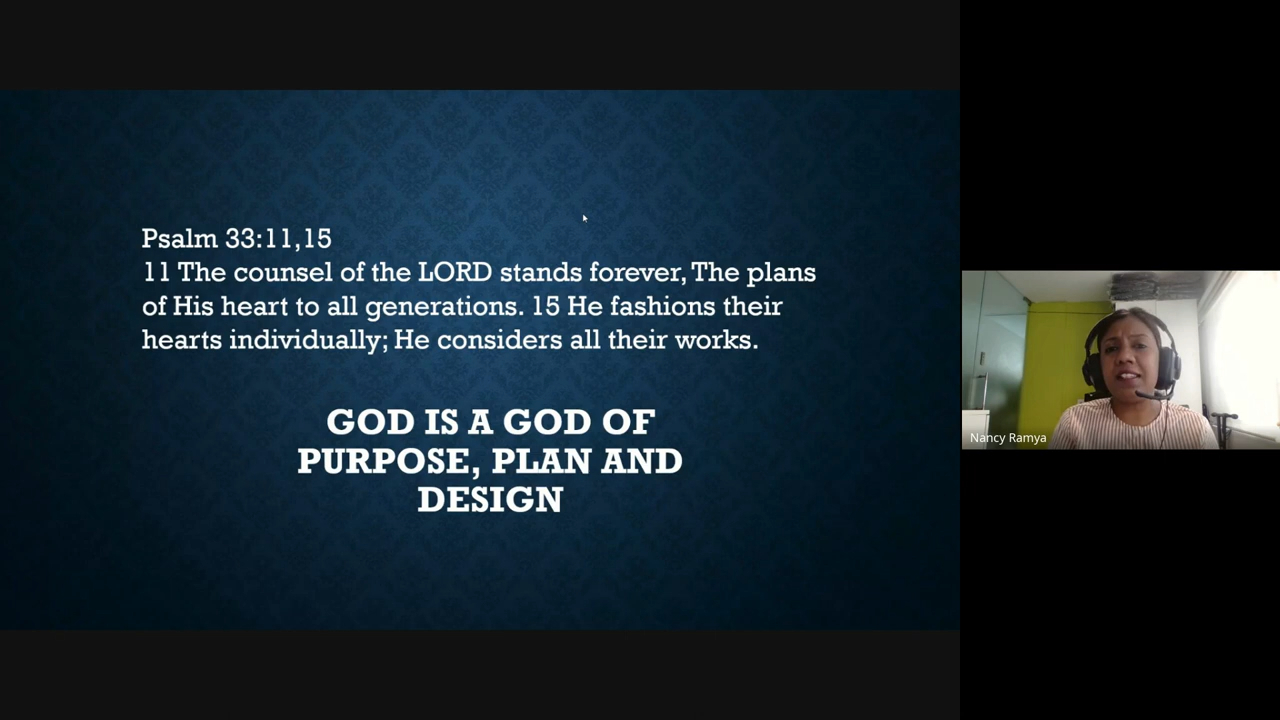 Psalm 33:11,15
11 The counsel of the LORD stands forever, The plans
of His heart to all generations. 15 He fashions their
hearts individually; He considers all their works.
GOD IS A GOD OF
PURPOSE, PLAN AND
DESIGN
Nancy Ramya